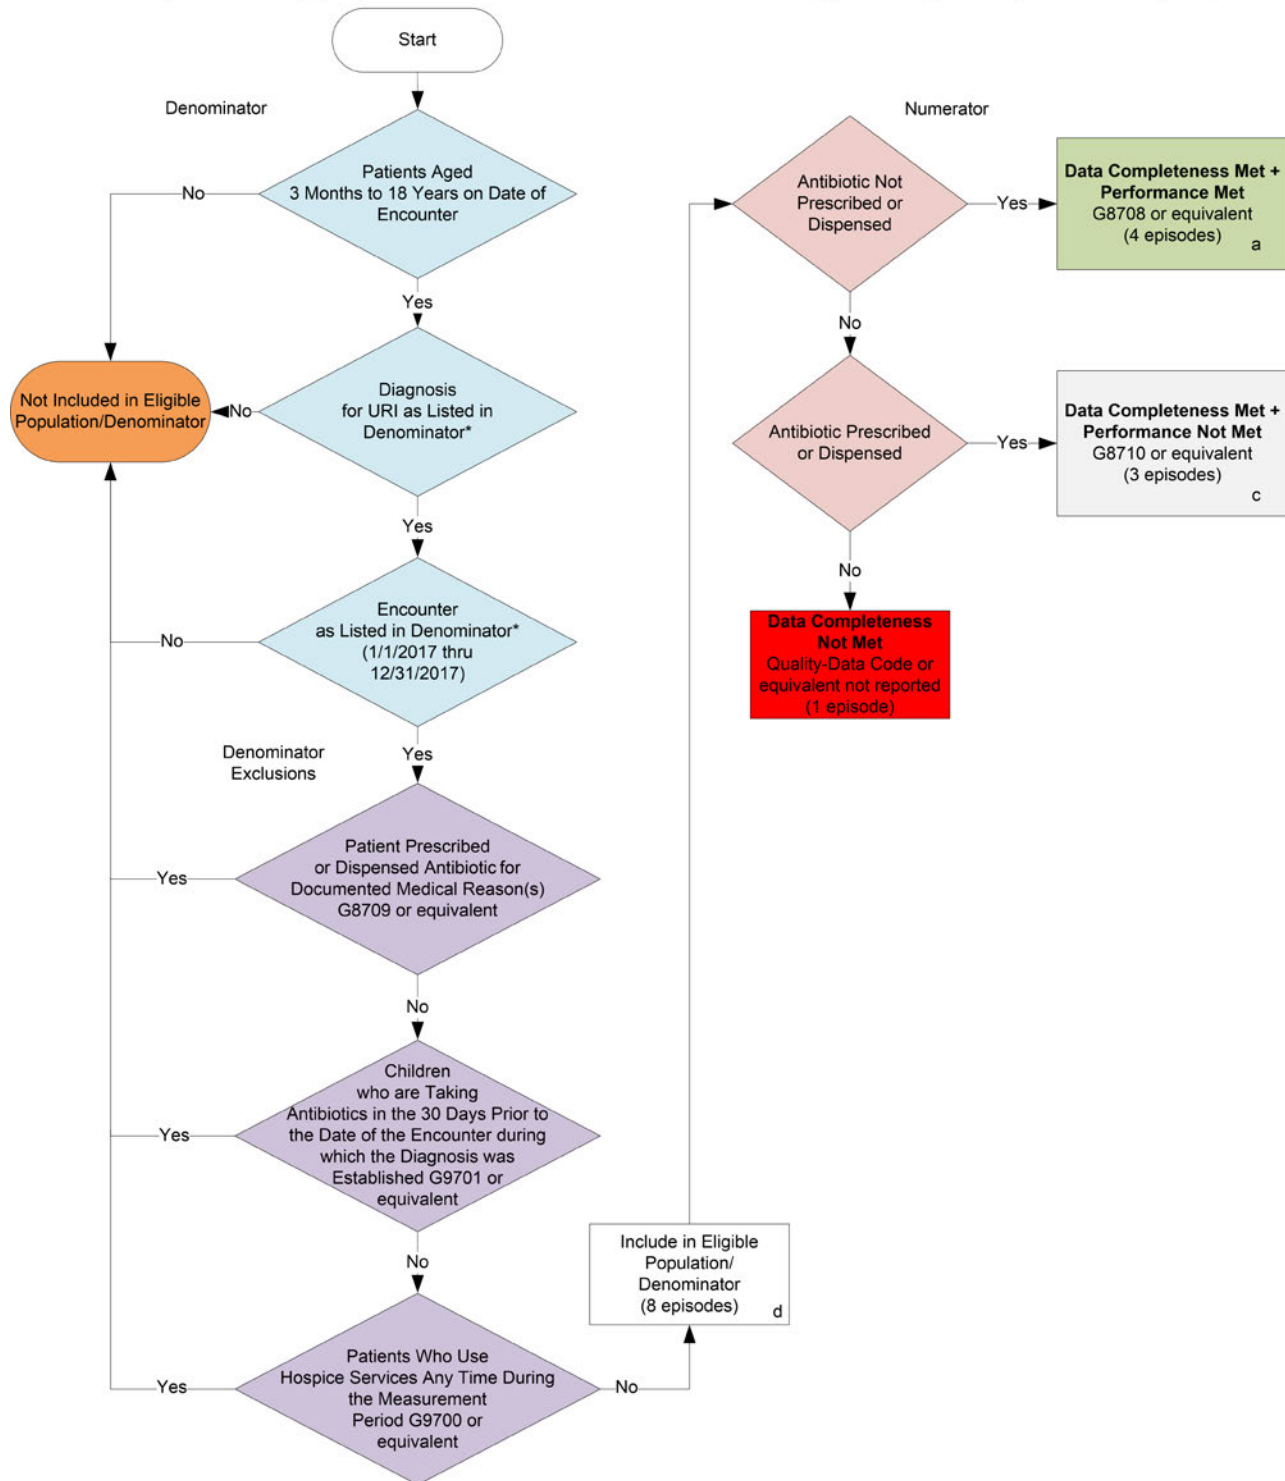 Start
Denominator
Patients Aged
3 Months to 18 Years on Date of
Encounter
No
Yes
Not Included in Eligible
Population/Denominator
No
Diagnosis
for URI as Listed in
Denominator*
Yes
Encounter
as Listed in Denominator*
(1/1/2017 thru
12/31/2017)
No
Yes
Denominator
Exclusions
Patient Prescribed
or Dispensed Antibiotic for
Documented Medical Reason(s)
G8709 or equivalent
Yes
No
Children
who are Taking
Antibiotics in the 30 Days Prior to
the Date of the Encounter during
which the Diagnosis was
Established G9701 or
equivalent
Yes
No
Patients Who Use
Hospice Services Any Time During
the Measurement
Period G9700 or
equivalent
Yes
No
Include in Eligible
Population/
Denominator
(8 episodes)
d
Numerator
Antibiotic Not
Prescribed or
Dispensed
Yes
Data Completeness Met +
Performance Met
G8708 or equivalent
(4 episodes)
a
No
Antibiotic Prescribed
or Dispensed
Yes
Data Completeness Met +
Performance Not Met
G8710 or equivalent
(3 episodes)
c
No
Data Completeness
Not Met
Quality-Data Code or
equivalent not reported
(1 episode)